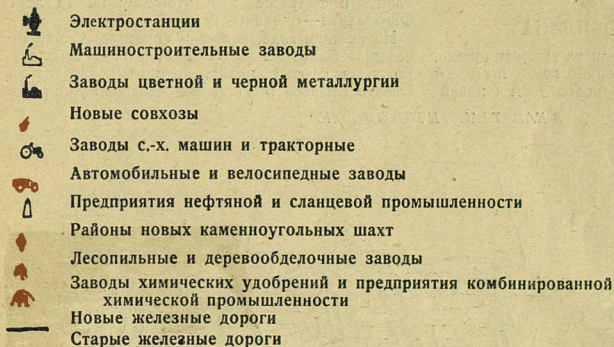 Электростанции
Машиностроительные заводы
Заводы цветной и черной металлургии
Новые совхозы
Заводы с.-х. машин и тракторные
Автомобильные и велосипедные заводы
Предприятия нефтяной и сланцевой промышленности
Районы новых каменноугольных шахт
Лесопильные и деревообделочные заводы
Заводы химических удобрений и предприятия комбинированной
химической промышленности
Новые железные дороги
Старые железные дороги